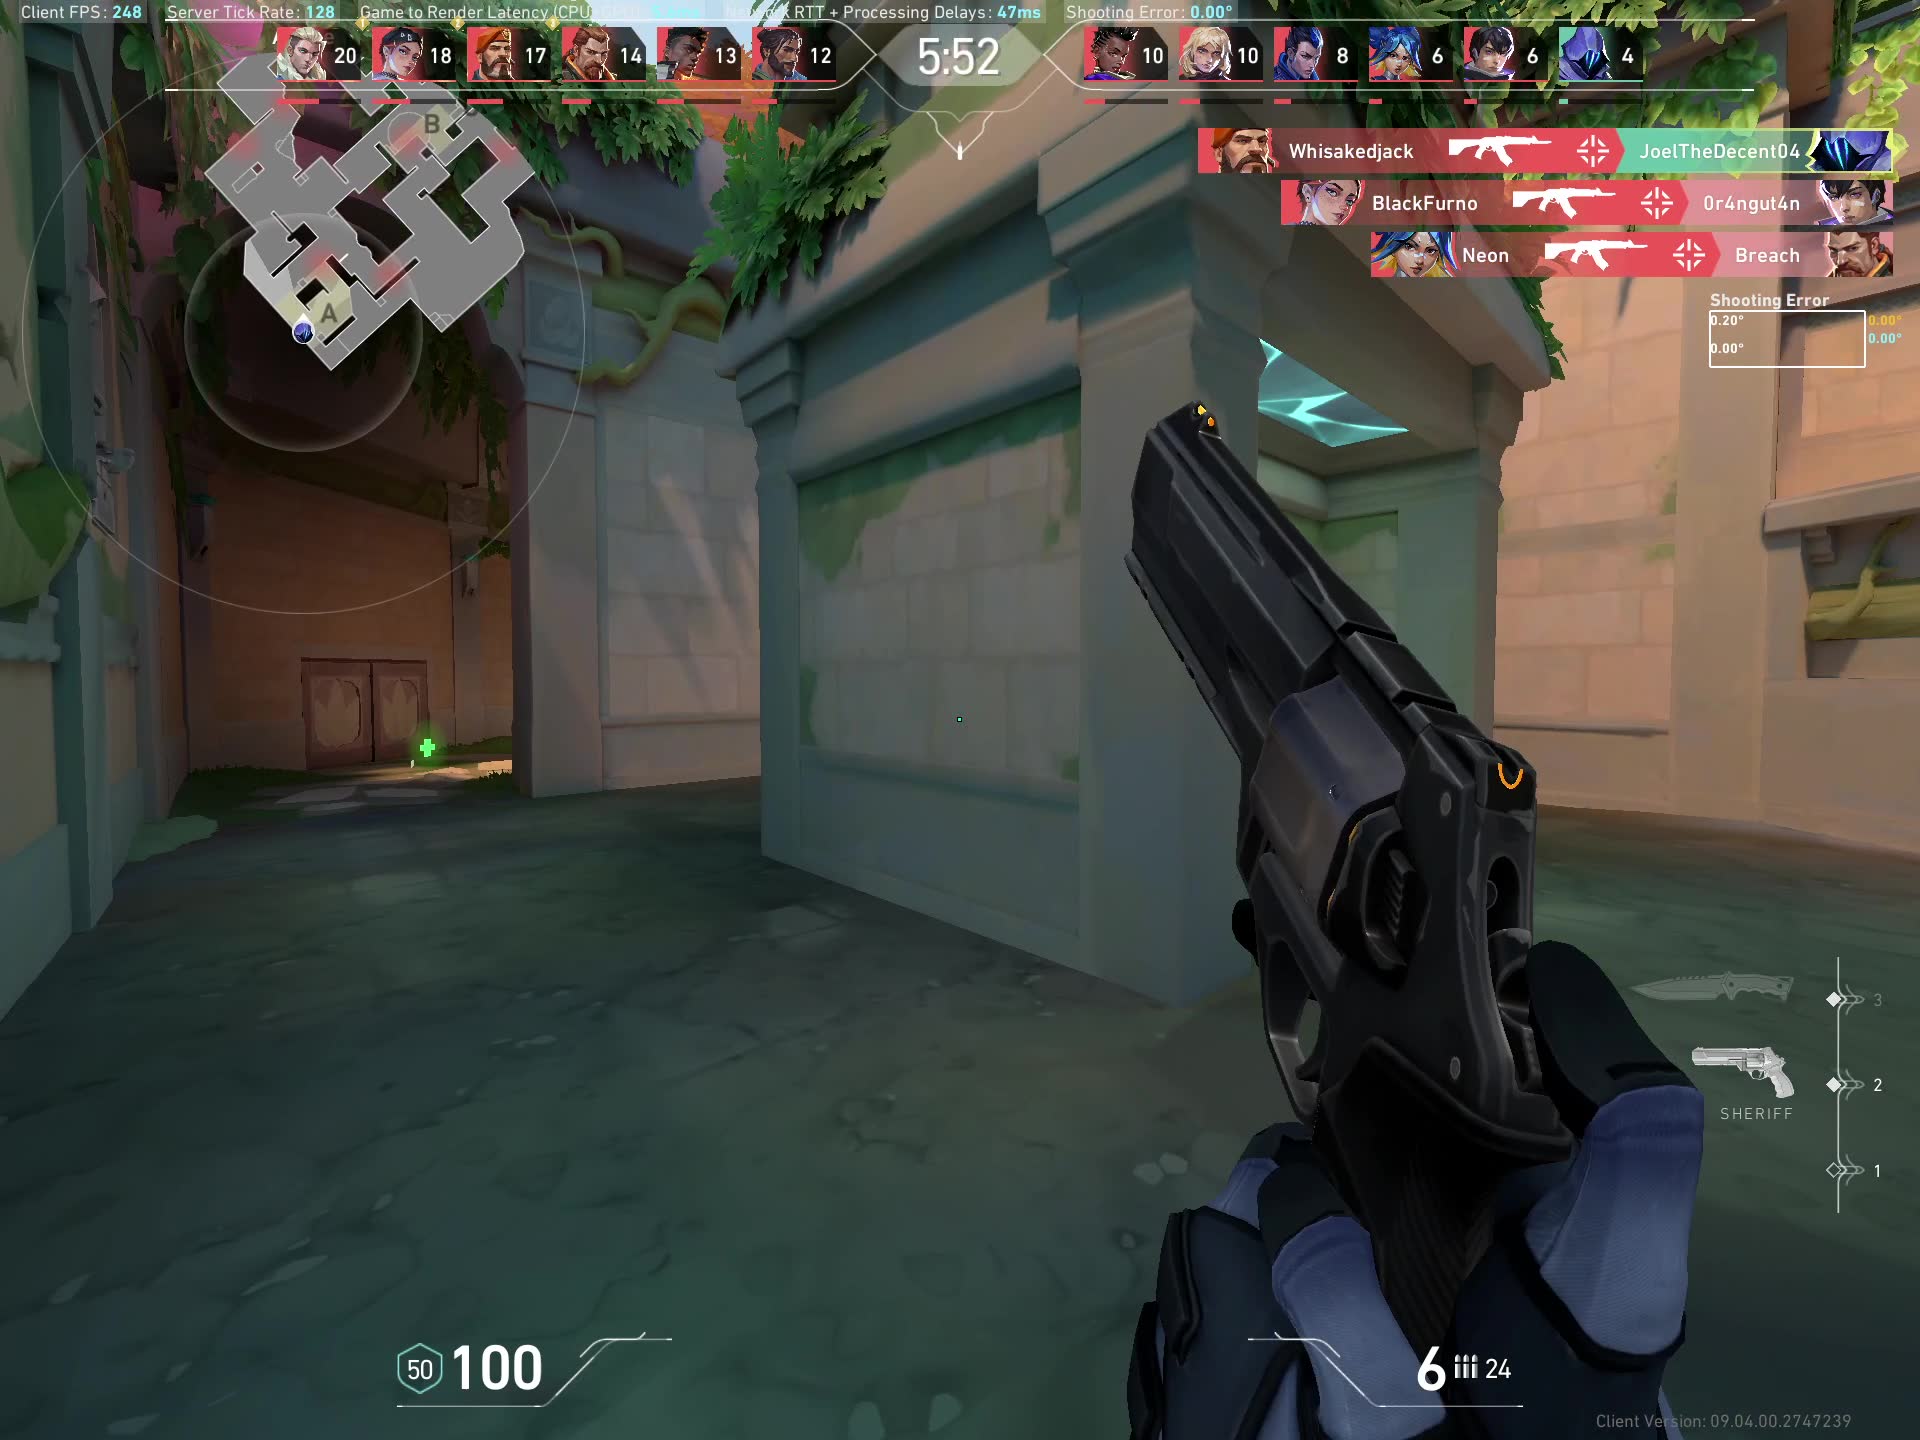 Client FPS: 248 Server Tick Rate: 128 Game to Render Latency (CPU RTT + Processing Delays: 47ms Shooting Error: 0.00°
20 18 17 14 13 12 5:52 10 10 8 6 6 4
B
A
Whisakedjack JoelTheDecent04
BlackFurno 0r4ngut4n
Neon Breach
Shooting Error
0.20° 0.00°
0.00° 0.00°
3
2
SHERIFF
1
50 100
6 24
Client Version: 09.04.00.2747239